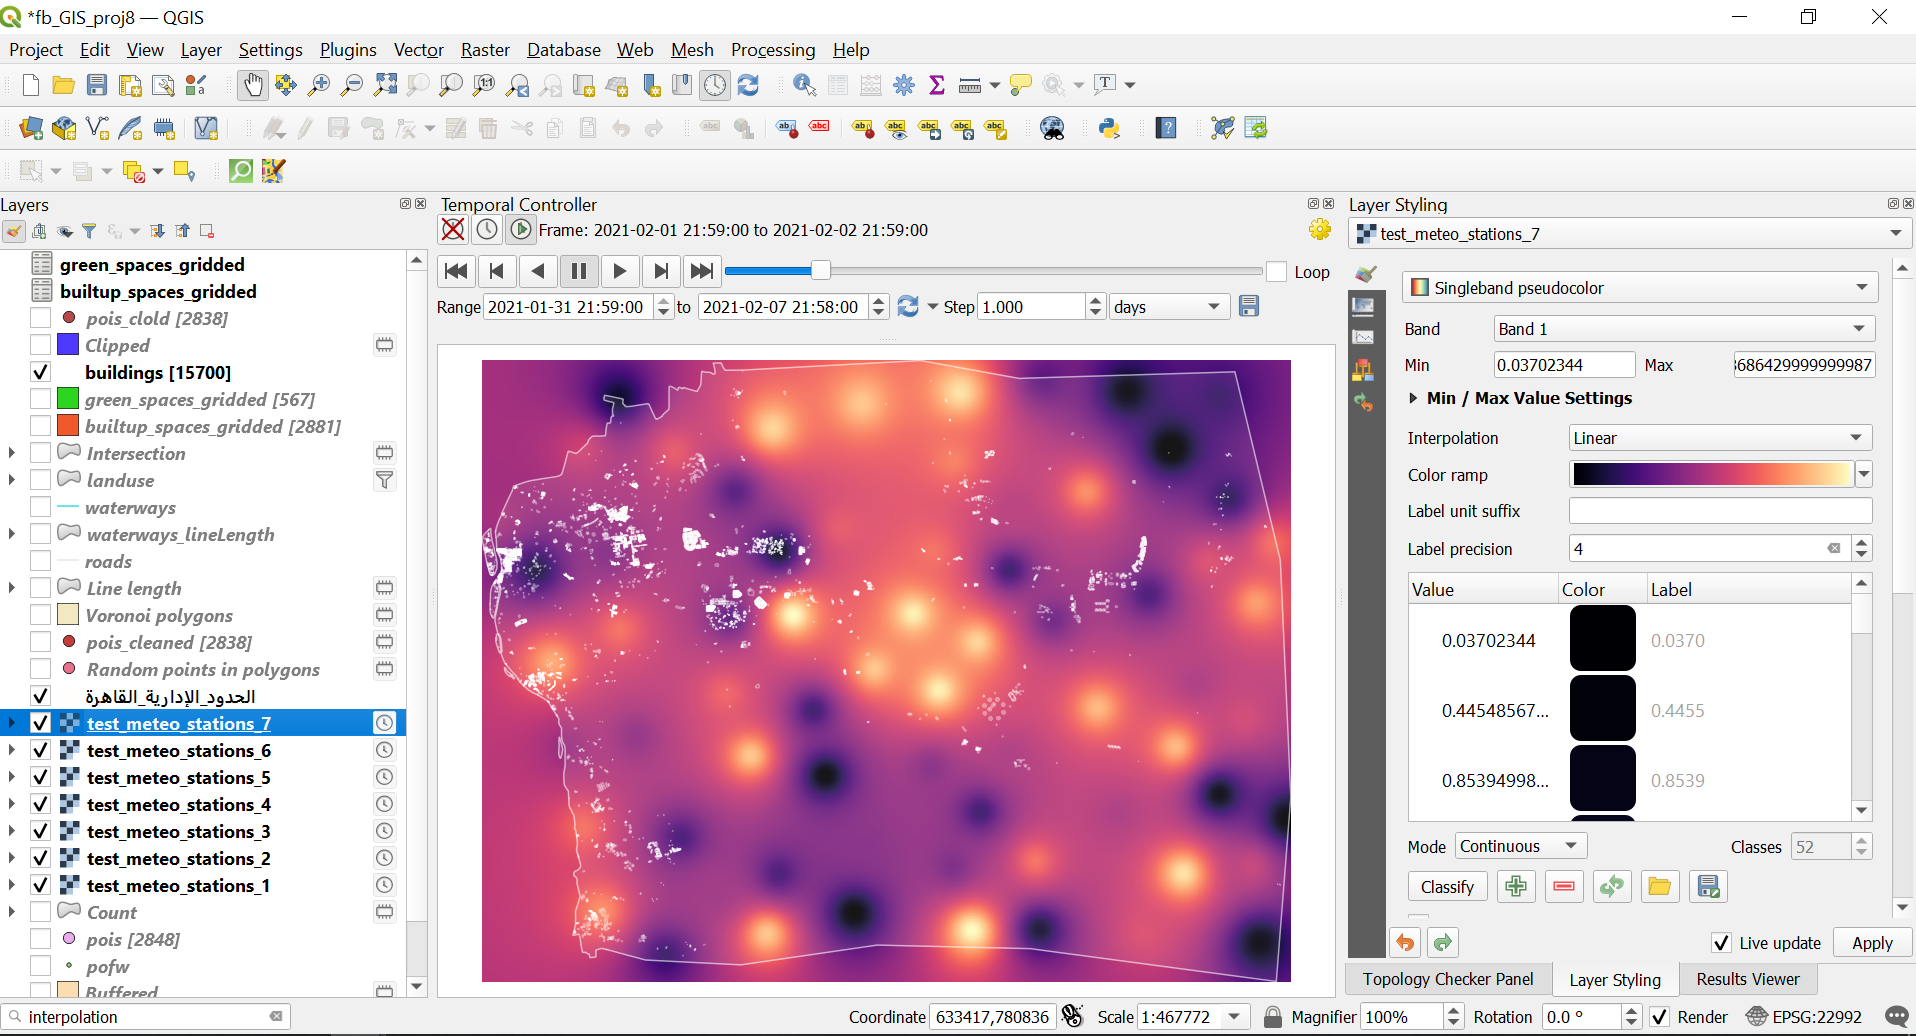 *fb_GIS_proj8 — QGIS
Project Edit View Layer Settings Plugins Vector Raster Database Web Mesh Processing Help
Layers
green_spaces_gridded
builtup_spaces_gridded
pois_clold [2838]
Clipped
buildings [15700]
green_spaces_gridded [567]
builtup_spaces_gridded [2881]
Intersection
landuse
waterways
waterways_lineLength
roads
Line length
Voronoi polygons
pois_cleaned [2838]
Random points in polygons
الحدود_الإدارية_القاهرة
test_meteo_stations_7
test_meteo_stations_6
test_meteo_stations_5
test_meteo_stations_4
test_meteo_stations_3
test_meteo_stations_2
test_meteo_stations_1
Count
pois [2848]
pofw
Buffered
interpolation
Temporal Controller
Frame: 2021-02-01 21:59:00 to 2021-02-02 21:59:00
Loop
Range 2021-01-31 21:59:00 to 2021-02-07 21:58:00 Step 1.000 days
Layer Styling
test_meteo_stations_7
Singleband pseudocolor
Band Band 1
Min 0.03702344 Max 3686429999999987
Min / Max Value Settings
Interpolation Linear
Color ramp
Label unit suffix
Label precision 4
Value Color Label
0.03702344 0.0370
0.44548567... 0.4455
0.85394998... 0.8539
Mode Continuous Classes 52
Classify
Live update Apply
Topology Checker Panel Layer Styling Results Viewer
Coordinate 633417,780836 Scale 1:467772 Magnifier 100% Rotation 0.0 ° Render EPSG:22992